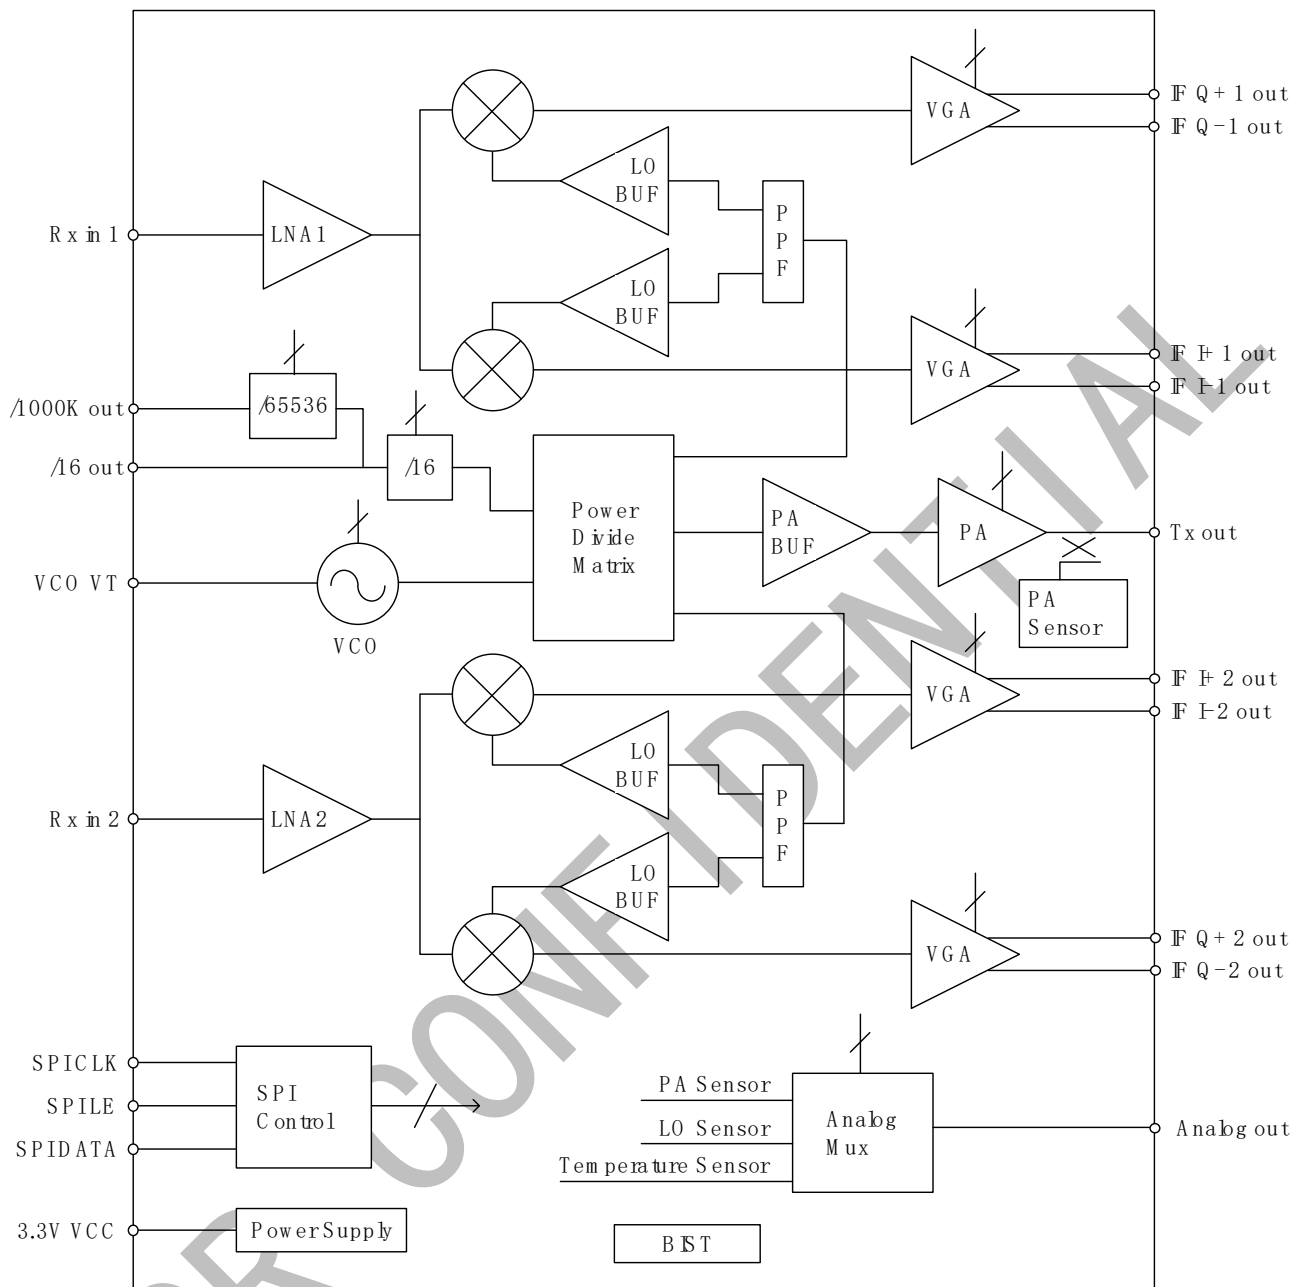 IF Q+ 1 out
VGA
IF Q-1 out
LO
BUF
P
P
F
Rx in 1
LNA1
LO
BUF
IF I+ 1 out
VGA
IF I-1 out
/1000K out
/65536
/16 out
/16
Power
Divide
Matrix
PA
BUF
PA
Tx out
VCO VT
VCO
PA
Sensor
IF I+ 2 out
VGA
IF I-2 out
LO
BUF
P
P
F
Rx in 2
LNA2
LO
BUF
IF Q+ 2 out
VGA
IF Q-2 out
SPICLK
SPILE
SPIDATA
SPI
Control
PA Sensor
LO Sensor
Temperature Sensor
Analog
Mux
Analog out
3.3V VCC
Power Supply
BIST
CONFIDENTIAL